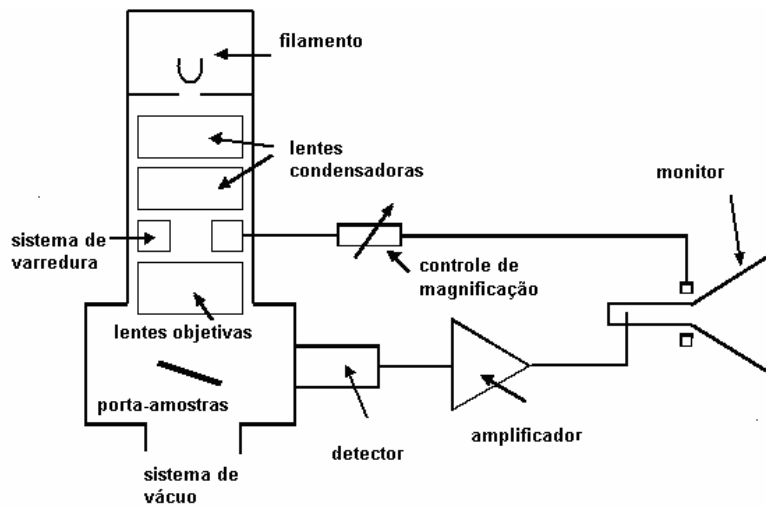 filamento
lentes
condensadoras
monitor
sistema de
varredura
controle de
magnificação
lentes objetivas
porta-amostras
detector
amplificador
sistema de
vácuo